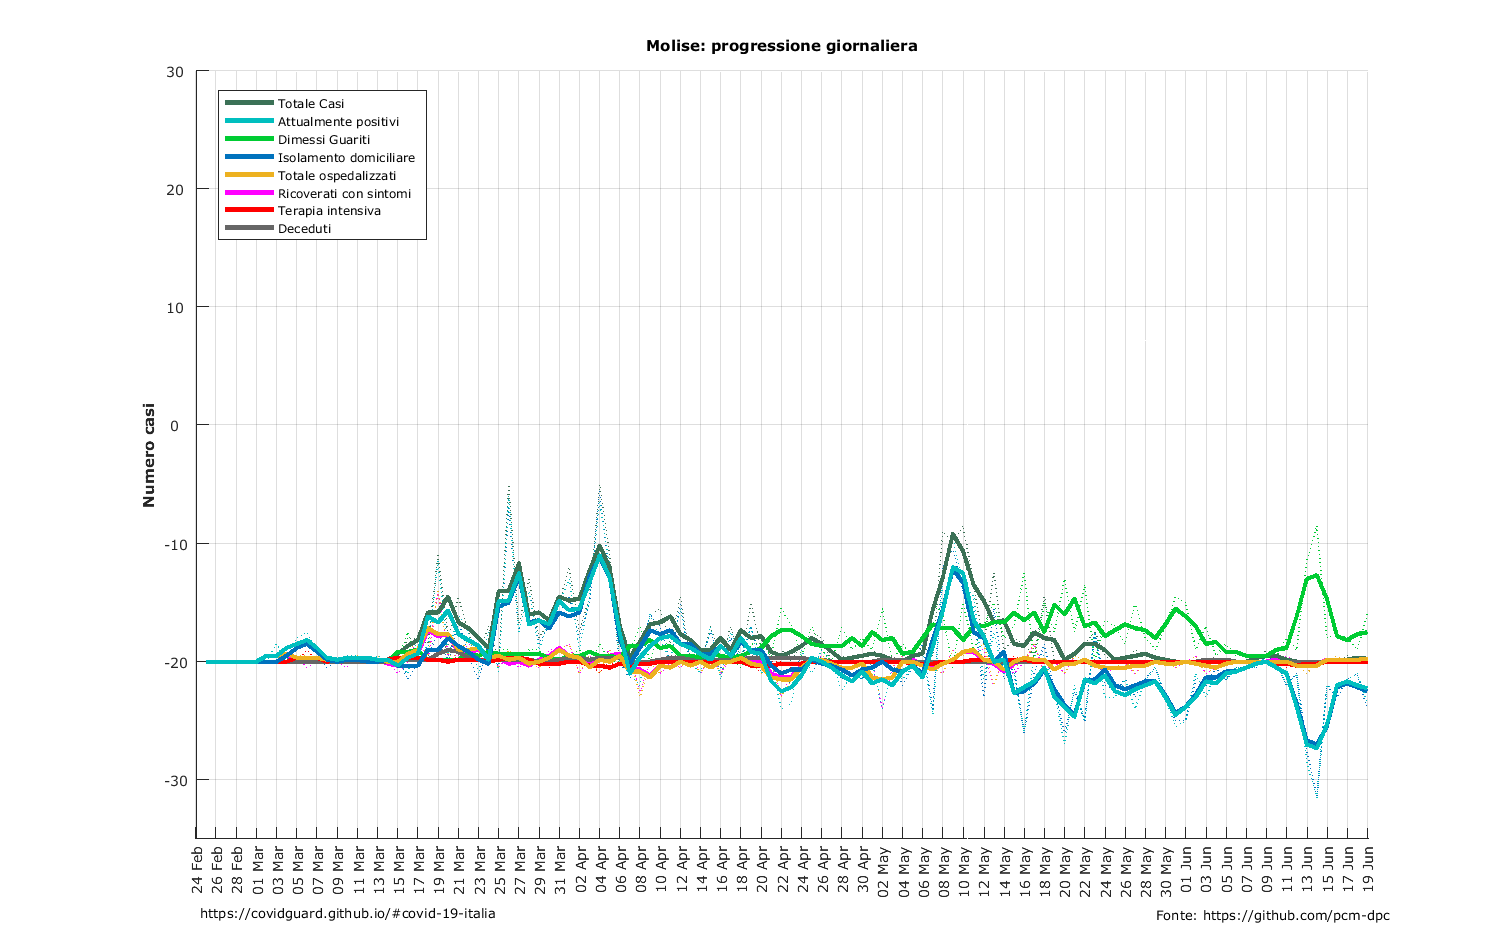 Molise: progressione giornaliera
30
20
10
0
-10
-20
-30
Numero casi
Totale Casi
Attualmente positivi
Dimessi Guariti
Isolamento domiciliare
Totale ospedalizzati
Ricoverati con sintomi
Terapia intensiva
Deceduti
24 Feb
26 Feb
28 Feb
01 Mar
03 Mar
05 Mar
07 Mar
09 Mar
11 Mar
13 Mar
15 Mar
17 Mar
19 Mar
21 Mar
23 Mar
25 Mar
27 Mar
29 Mar
31 Mar
02 Apr
04 Apr
06 Apr
08 Apr
10 Apr
12 Apr
14 Apr
16 Apr
18 Apr
20 Apr
22 Apr
24 Apr
26 Apr
28 Apr
30 Apr
02 May
04 May
06 May
08 May
10 May
12 May
14 May
16 May
18 May
20 May
22 May
24 May
26 May
28 May
30 May
01 Jun
03 Jun
05 Jun
07 Jun
09 Jun
11 Jun
13 Jun
15 Jun
17 Jun
19 Jun
https://covidguard.github.io/#covid-19-italia
Fonte: https://github.com/pcm-dpc